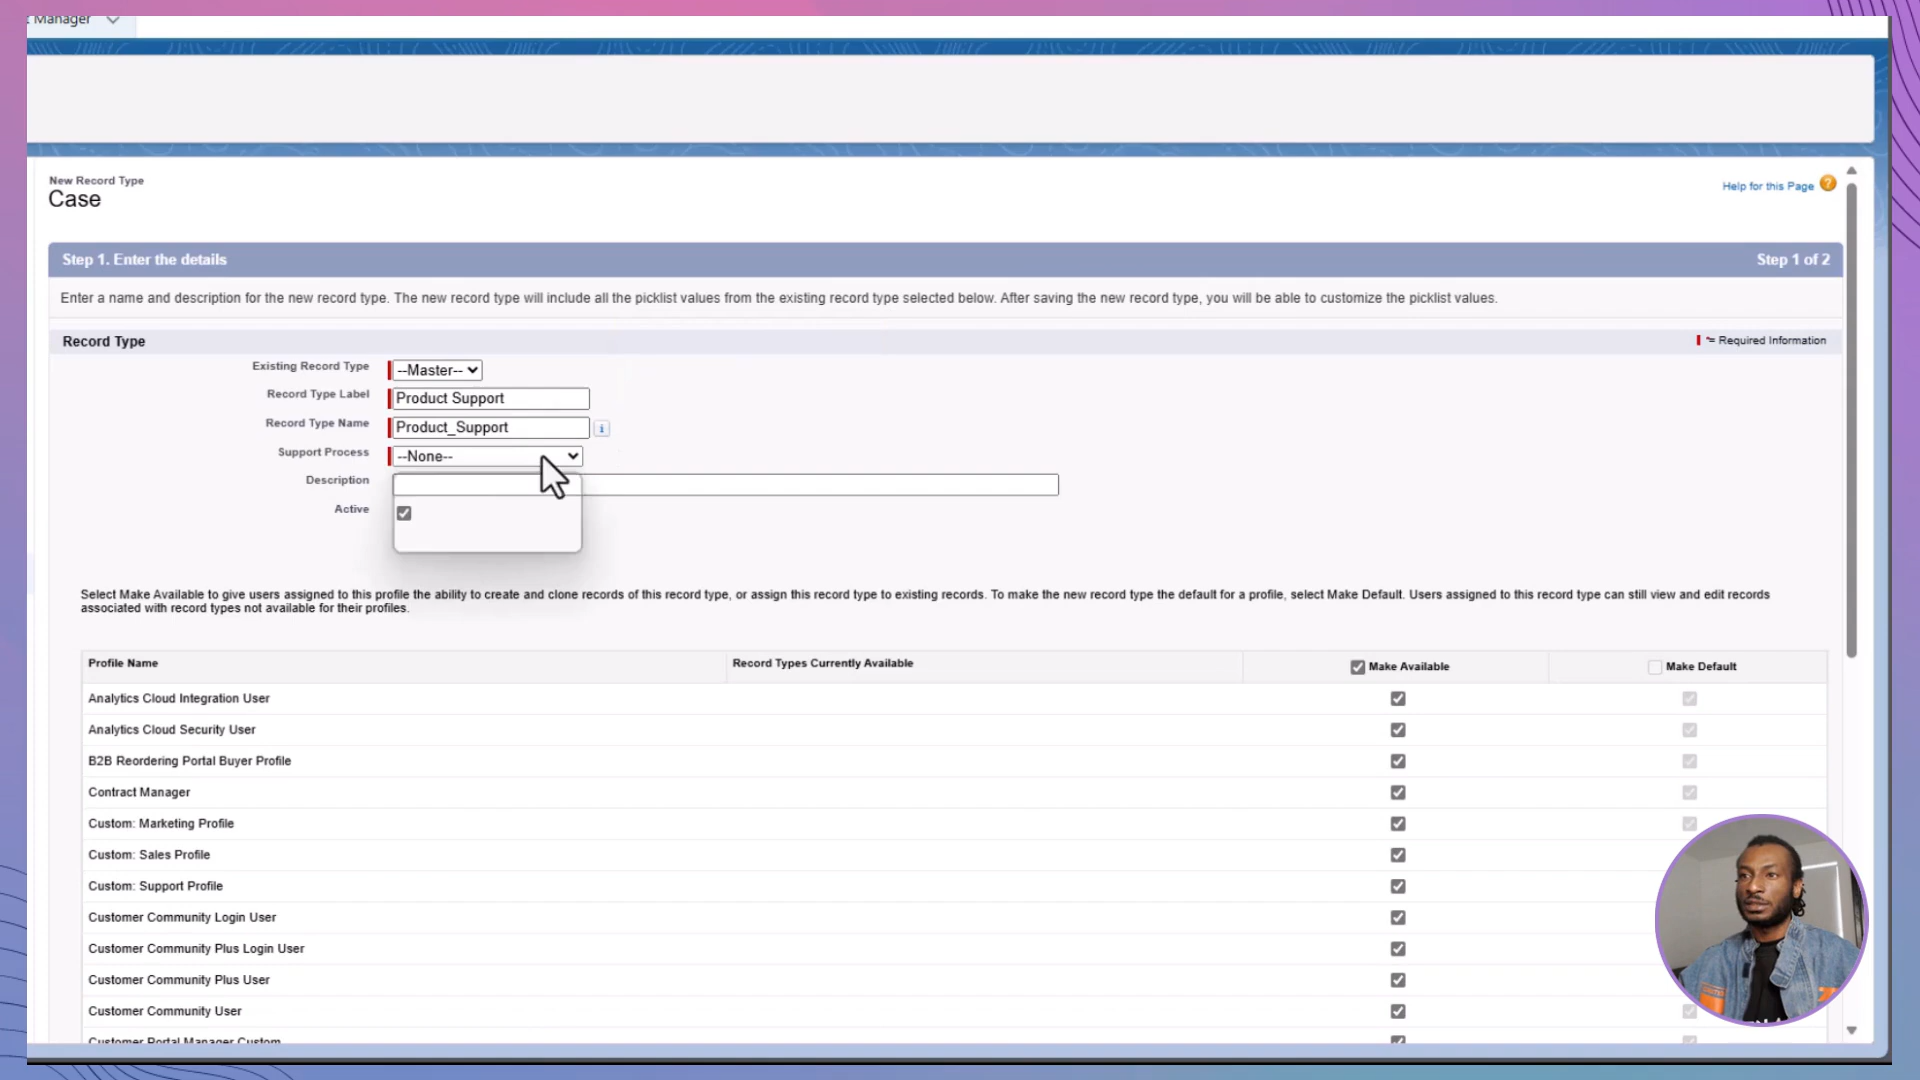 Manager
New Record Type
Case
Help for this Page ?
Step 1. Enter the details
Step 1 of 2
Enter a name and description for the new record type. The new record type will include all the picklist values from the existing record type selected below. After saving the new record type, you will be able to customize the picklist values.
Record Type
= Required Information
Existing Record Type
--Master--
Record Type Label
Product Support
Record Type Name
Product_Support
i
Support Process
--None--
Description
Active
Select Make Available to give users assigned to this profile the ability to create and clone records of this record type, or assign this record type to existing records. To make the new record type the default for a profile, select Make Default. Users assigned to this record type can still view and edit records
associated with record types not available for their profiles.
Profile Name
Record Types Currently Available
Make Available
Make Default
Analytics Cloud Integration User
Analytics Cloud Security User
B2B Reordering Portal Buyer Profile
Contract Manager
Custom: Marketing Profile
Custom: Sales Profile
Custom: Support Profile
Customer Community Login User
Customer Community Plus Login User
Customer Community Plus User
Customer Community User
Customer Portal Manager Custom